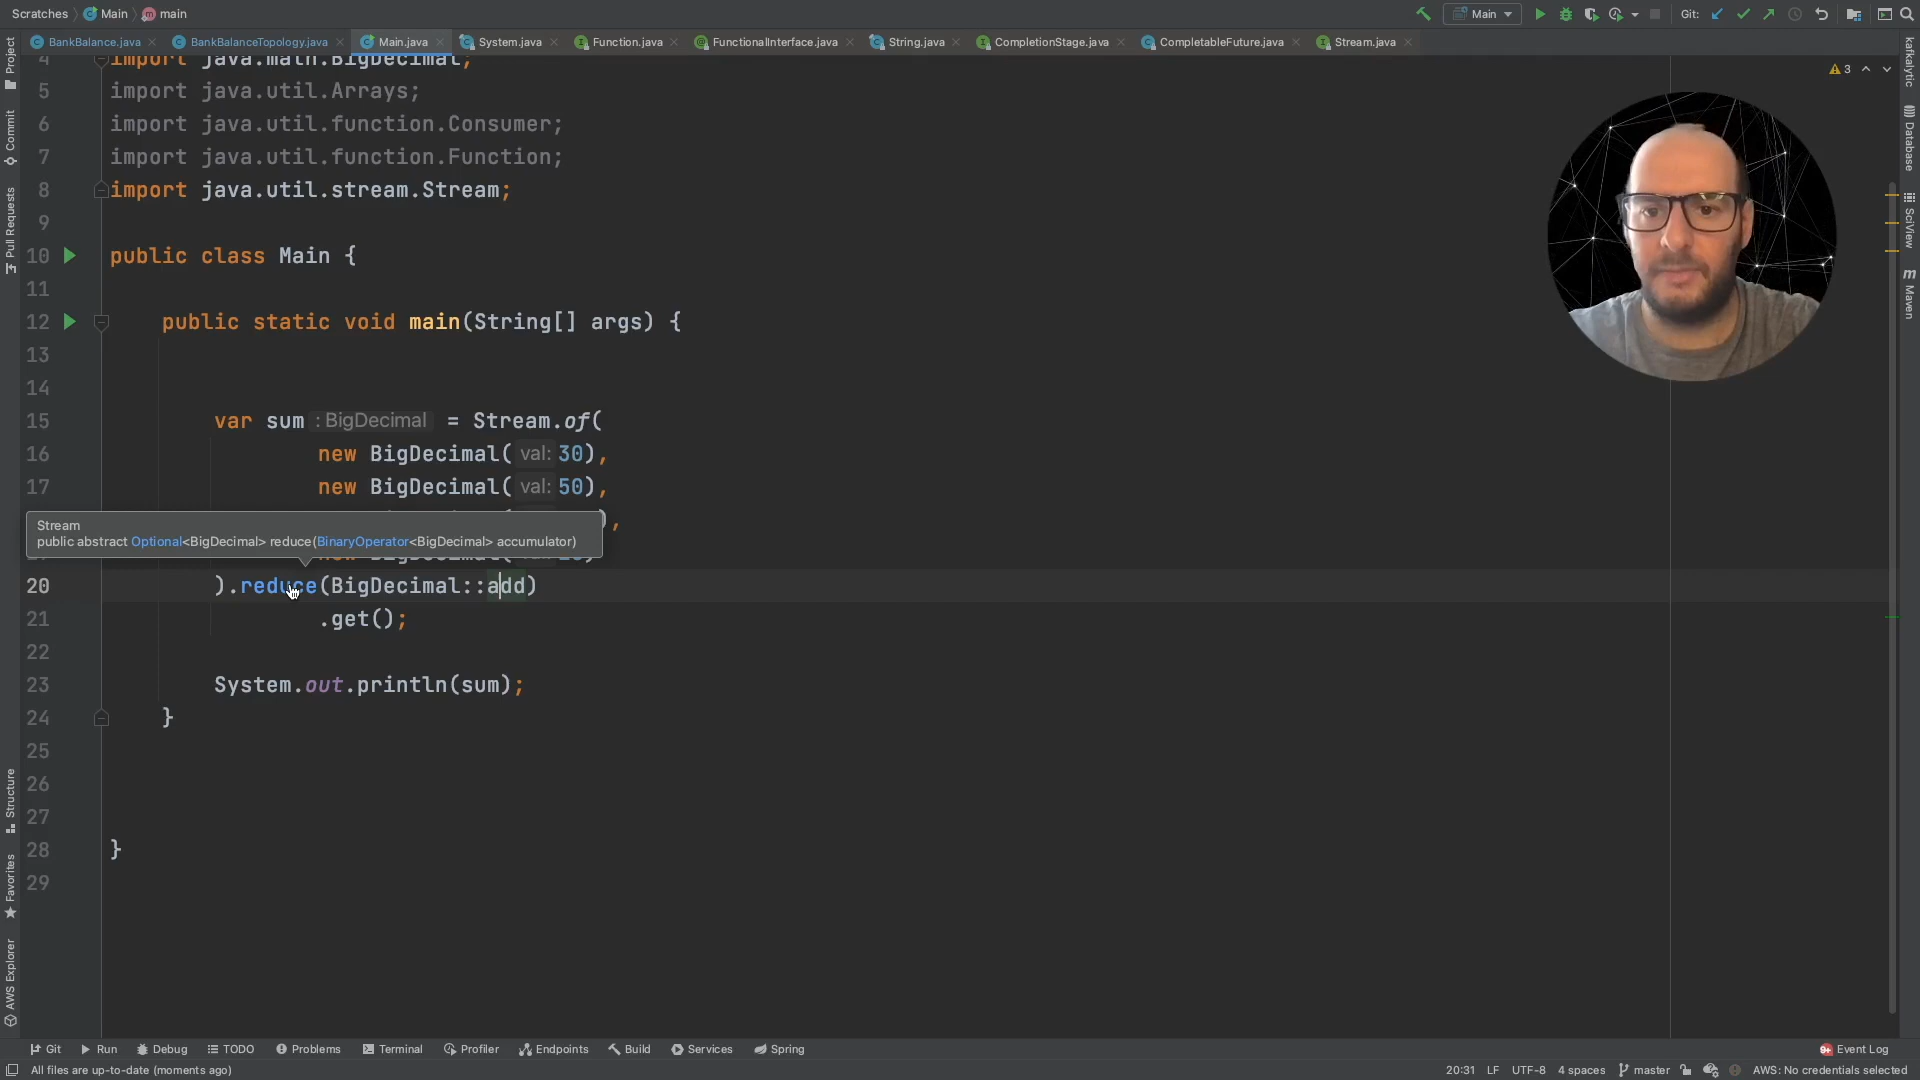 Scratches Main main
Main Git:
BankBalance.java BankBalanceTopology.java Main.java System.java Function.java FunctionalInterface.java String.java CompletionStage.java CompletableFuture.java Stream.java
4 import java.math.BigDecimal;
3
5 import java.util.Arrays;
6 import java.util.function.Consumer;
7 import java.util.function.Function;
8 import java.util.stream.Stream;
9
10 public class Main {
11
12 public static void main(String[] args) {
13
14
15 var sum : BigDecimal = Stream.of(
16 new BigDecimal( val: 30),
17 new BigDecimal( val: 50),
Stream
public abstract Optional<BigDecimal> reduce(BinaryOperator<BigDecimal> accumulator)
20 ).reduce(BigDecimal::add)
21 .get();
22
23 System.out.println(sum);
24 }
25
26
27
28 }
29
Project
Commit
Pull Requests
Structure
Favorites
AWS Explorer
kafkalytic
Database
SciView
Maven
Git Run Debug TODO Problems Terminal Profiler Endpoints Build Services Spring
9+ Event Log
All files are up-to-date (moments ago)
20:31 LF UTF-8 4 spaces master AWS: No credentials selected